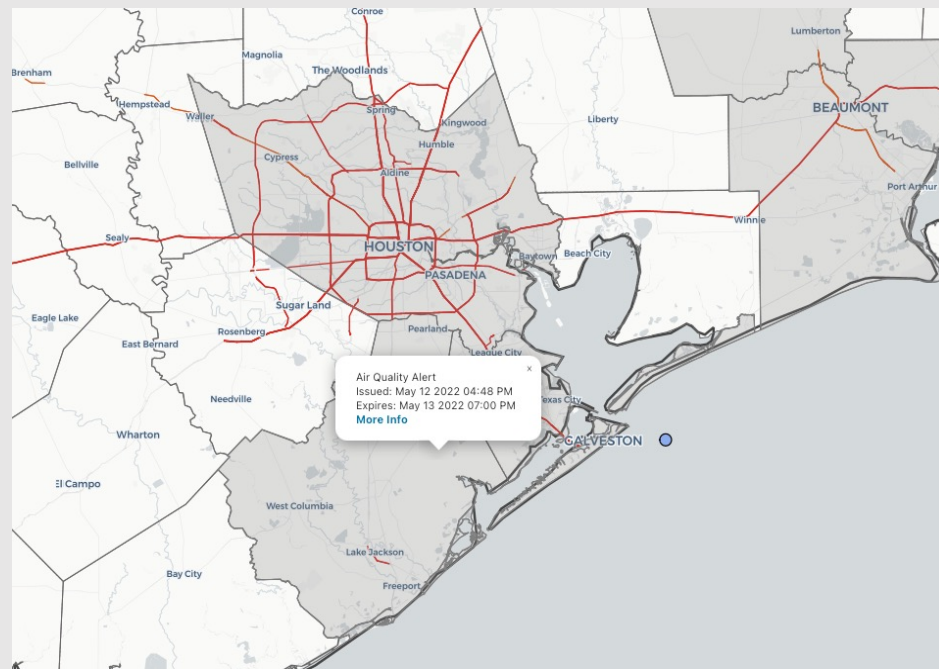 Conroe
Lumberton
Magnolia
The Woodlands
Brenham
Hempstead
Spring
BEAUMONT
Waller
Kingwood
Liberty
Humble
Cypress
Bellville
Aldine
Port Arthur
Winnie
Sealy
HOUSTON
Baytown
Beach City
PASADENA
Sugar Land
Eagle Lake
Rosenberg
Pearland
East Bernard
League City
Air Quality Alert
×
Issued: May 12 2022 04:48 PM
Expires: May 13 2022 07:00 PM
More Info
Needville
Texas City
Wharton
GALVESTON
El Campo
West Columbia
Lake Jackson
Bay City
Freeport